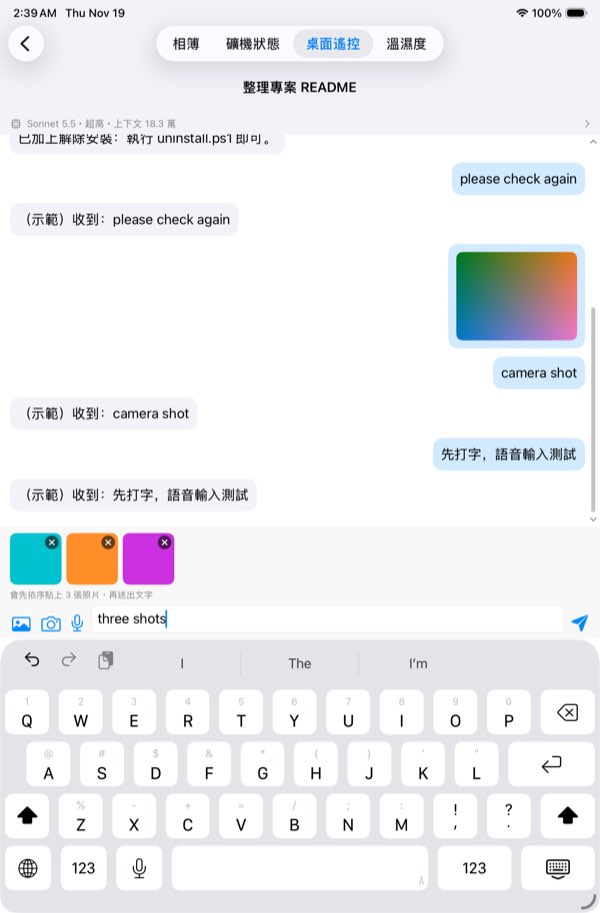 2:39 AM Thu Nov 19 100%
相簿 礦機狀態 桌面遙控 溫濕度
整理專案 README
Sonnet 5.5・超高・上下文 18.3 萬
已加上解除安裝：執行 uninstall.ps1 即可。
please check again
（示範）收到：please check again
camera shot
（示範）收到：camera shot
先打字，語音輸入測試
（示範）收到：先打字，語音輸入測試
會先依序貼上 3 張照片，再送出文字
three shots
I The I'm
1 2 3 4 5 6 7 8 9 0
Q W E R T Y U I O P
@ # $ & * ( ) ' "
A S D F G H J K L
% - + = / ; : ! ?
Z X C V B N M , .
123 A 123